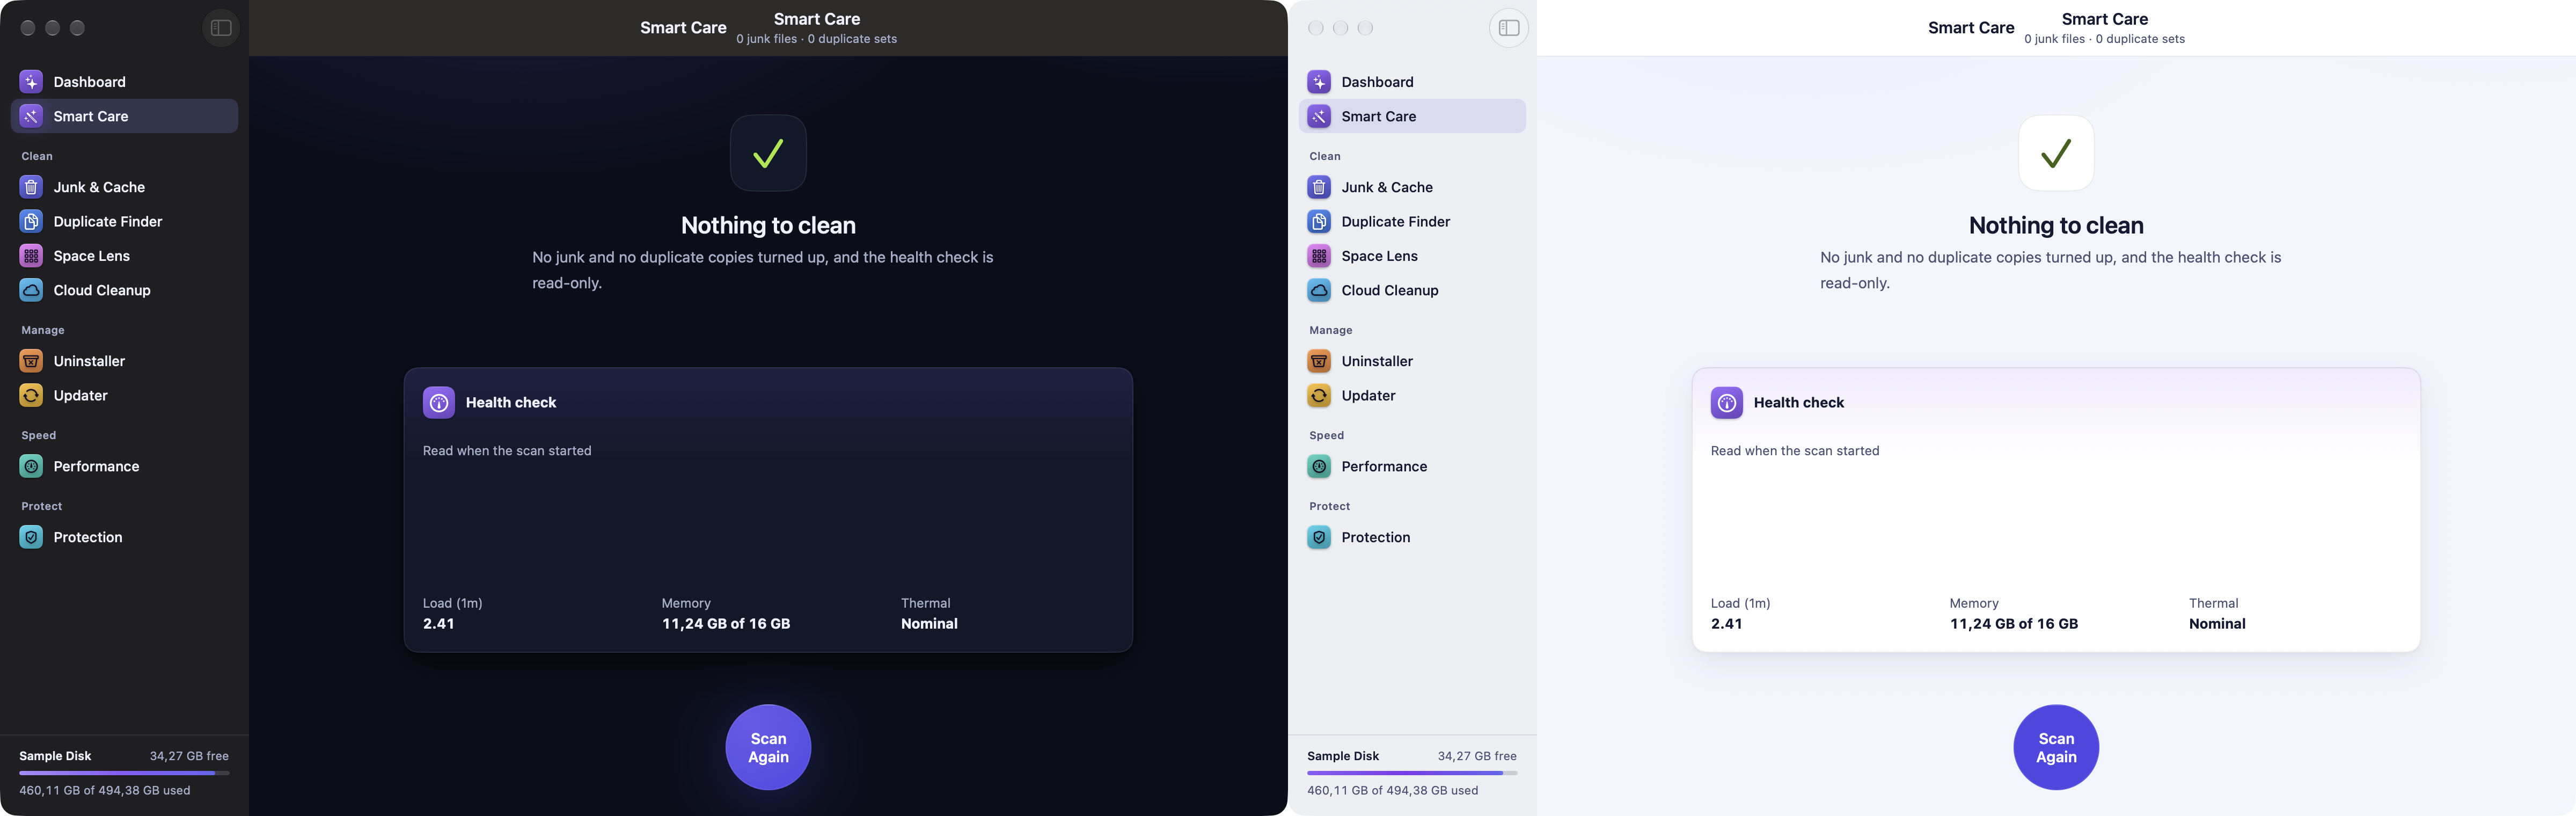 Smart Care
Smart Care
0 junk files · 0 duplicate sets
Dashboard
Smart Care
Clean
Junk & Cache
Duplicate Finder
Space Lens
Cloud Cleanup
Manage
Uninstaller
Updater
Speed
Performance
Protect
Protection
Sample Disk
34,27 GB free
460,11 GB of 494,38 GB used
Nothing to clean
No junk and no duplicate copies turned up, and the health check is
read-only.
Health check
Read when the scan started
Load (1m)
Memory
Thermal
2.41
11,24 GB of 16 GB
Nominal
Scan
Again
Smart Care
Smart Care
0 junk files · 0 duplicate sets
Dashboard
Smart Care
Clean
Junk & Cache
Duplicate Finder
Space Lens
Cloud Cleanup
Manage
Uninstaller
Updater
Speed
Performance
Protect
Protection
Sample Disk
34,27 GB free
460,11 GB of 494,38 GB used
Nothing to clean
No junk and no duplicate copies turned up, and the health check is
read-only.
Health check
Read when the scan started
Load (1m)
Memory
Thermal
2.41
11,24 GB of 16 GB
Nominal
Scan
Again